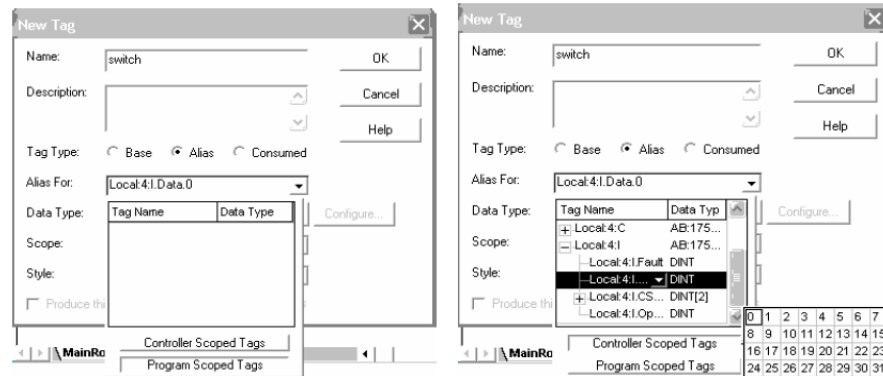 New Tag
Name: switch OK
Description: Cancel
Help
Tag Type: Base Alias Consumed
Alias For: Local:4:I.Data.0
Data Type: Tag Name Data Type Configure...
Scope:
Style:
Produce thi
Controller Scoped Tags
MainRo
Program Scoped Tags
New Tag
Name: switch OK
Description: Cancel
Help
Tag Type: Base Alias Consumed
Alias For: Local:4:I.Data.0
Data Type: Tag Name Data Typ Configure...
Local:4:C AB:175...
Scope: Local:4:I AB:175...
Local:4:I.Fault DINT
Style: Local:4:I.... DINT
Local:4:I.CS... DINT[2]
Produce thi Local:4:I.Op... DINT
0 1 2 3 4 5 6 7
Controller Scoped Tags 8 9 10 11 12 13 14 15
MainRo 16 17 18 19 20 21 22 23
Program Scoped Tags 24 25 26 27 28 29 30 31